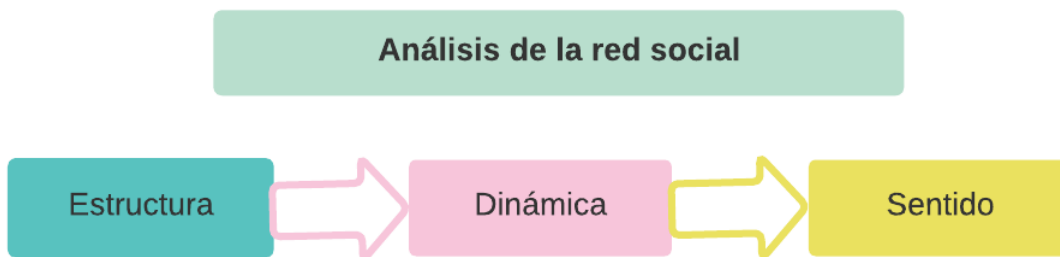 Análisis de la red social
Estructura
Dinámica
Sentido